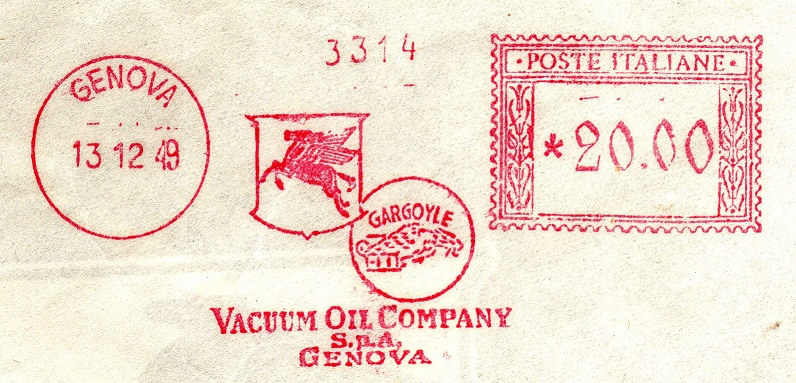 3314
GENOVA
13 12 49
· POSTE ITALIANE ·
* 20.00
GARGOYLE
VACUUM OIL COMPANY
S.p.A.
GENOVA